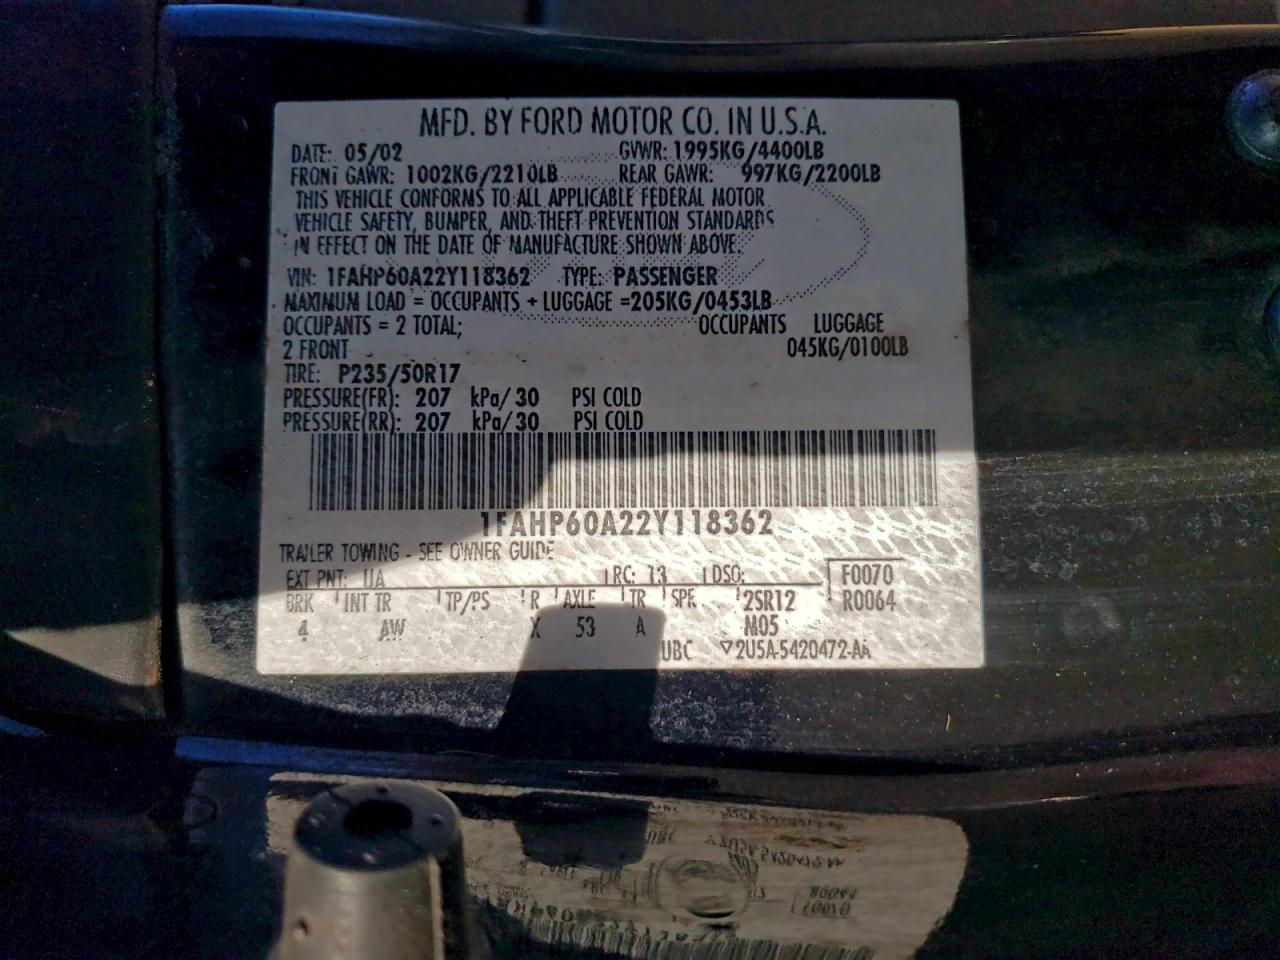 MFD. BY FORD MOTOR CO. IN U.S.A.
DATE: 05/02 GVWR: 1995KG/4400LB
FRONT GAWR: 1002KG/2210LB REAR GAWR: 997KG/2200LB
THIS VEHICLE CONFORMS TO ALL APPLICABLE FEDERAL MOTOR
VEHICLE SAFETY, BUMPER, AND THEFT PREVENTION STANDARDS
IN EFFECT ON THE DATE OF MANUFACTURE SHOWN ABOVE.
VIN: 1FAHP60A22Y118362 TYPE: PASSENGER
MAXIMUM LOAD = OCCUPANTS + LUGGAGE =205KG/0453LB
OCCUPANTS = 2 TOTAL; OCCUPANTS LUGGAGE
2 FRONT 045KG/0100LB
TIRE: P235/50R17
PRESSURE(FR): 207 kPa/ 30 PSI COLD
PRESSURE(RR): 207 kPa/ 30 PSI COLD
1FAHP60A22Y118362
TRAILER TOWING - SEE OWNER GUIDE
EXT PNT: UA RC: 13 DSO: F0070
BRK INT TR TP/PS R AXLE TR SPR 2SR12 R0064
4 AW X 53 A M05
UBC ▽2U5A-5420472-AA